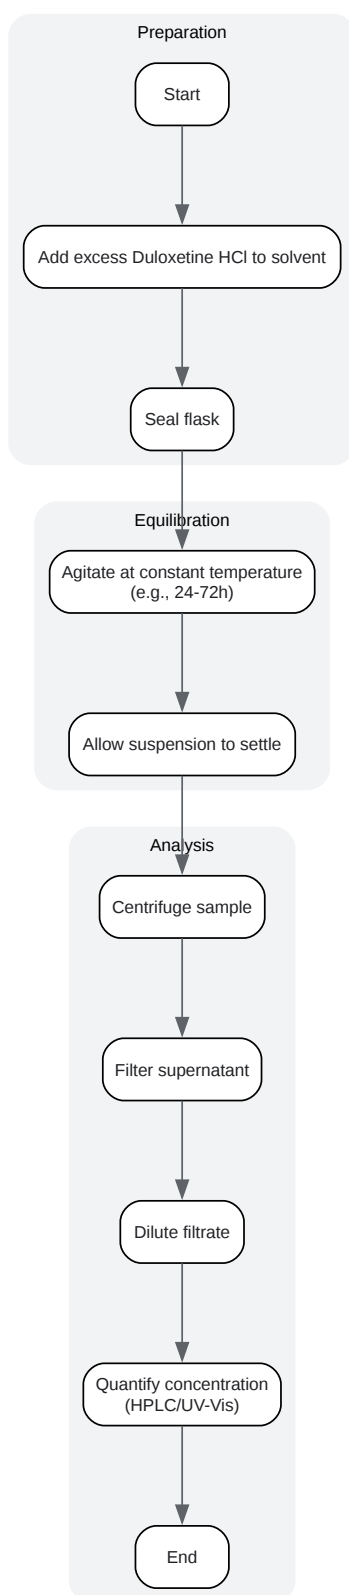 Preparation
Start
Add excess Duloxetine HCl to solvent
Seal flask
Equilibration
Agitate at constant temperature
(e.g., 24-72h)
Allow suspension to settle
Analysis
Centrifuge sample
Filter supernatant
Dilute filtrate
Quantify concentration
(HPLC/UV-Vis)
End